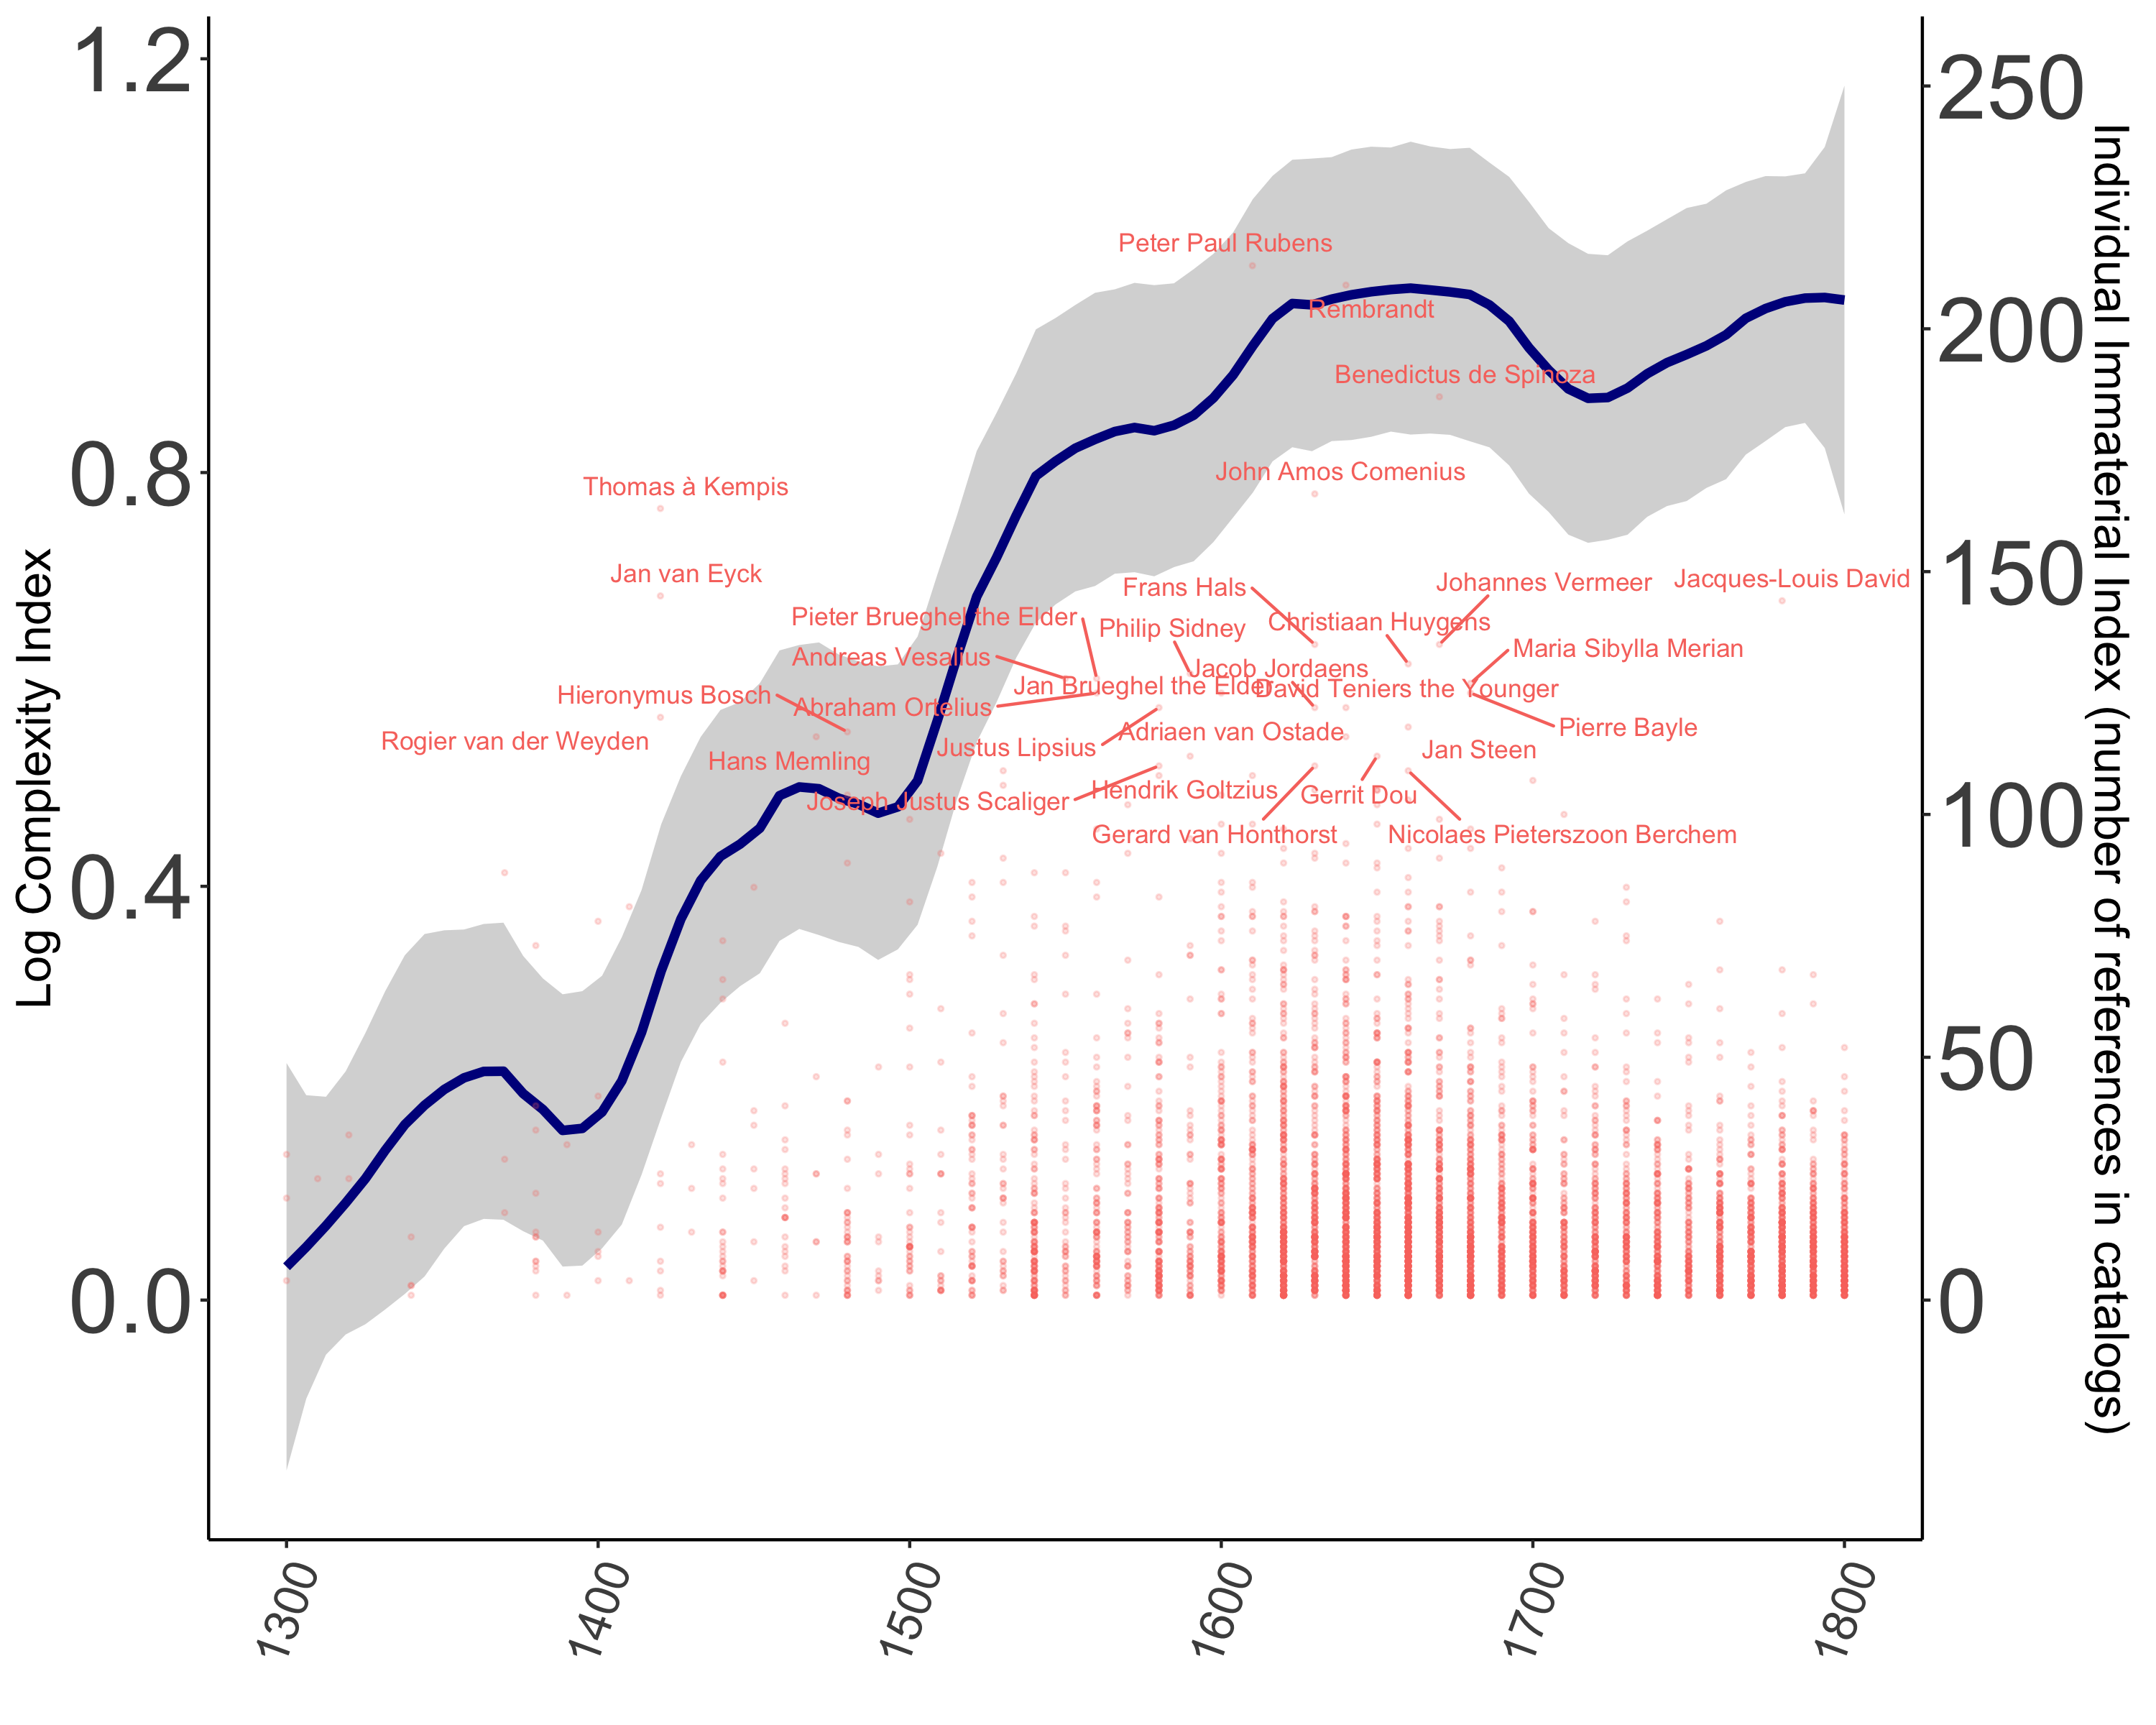 1.2
0.8
0.4
0.0
Log Complexity Index
250
200
150
100
50
0
Individual Immaterial Index (number of references in catalogs)
Peter Paul Rubens
Rembrandt
Benedictus de Spinoza
John Amos Comenius
Thomas à Kempis
Jan van Eyck
Frans Hals
Johannes Vermeer
Jacques-Louis David
Pieter Brueghel the Elder
Philip Sidney
Christiaan Huygens
Andreas Vesalius
Jacob Jordaens
Maria Sibylla Merian
Hieronymus Bosch
Jan Brueghel the Elder
David Teniers the Younger
Abraham Ortelius
Rogier van der Weyden
Justus Lipsius
Adriaen van Ostade
Pierre Bayle
Hans Memling
Jan Steen
Joseph Justus Scaliger
Hendrik Goltzius
Gerrit Dou
Gerard van Honthorst
Nicolaes Pieterszoon Berchem
1300
1400
1500
1600
1700
1800